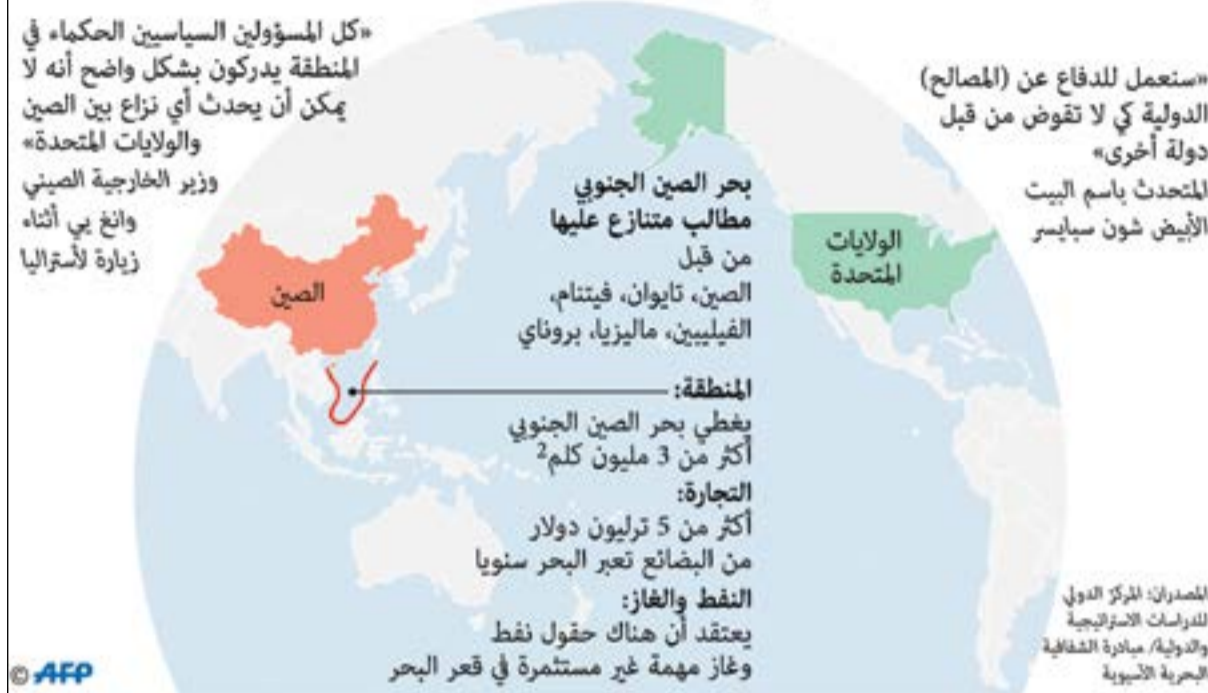 «سنعمل للدفاع عن (المصالح)
الدولية كي لا تقوض من قبل
دولة أخرى»
المتحدث باسم البيت
الأبيض شون سبايسر
«كل المسؤولين السياسيين الحكماء في
المنطقة يدركون بشكل واضح أنه لا
يمكن أن يحدث أي نزاع بين الصين
والولايات المتحدة»
وزير الخارجية الصيني
وانغ يي أثناء
زيارة لأستراليا
الولايات
المتحدة
الصين
بحر الصين الجنوبي
مطالب متنازع عليها
من قبل
الصين، تايوان، فيتنام،
الفيليبين، ماليزيا، بروناي
المنطقة:
يغطي بحر الصين الجنوبي
أكثر من 3 مليون كلم²
التجارة:
أكثر من 5 ترليون دولار
من البضائع تعبر البحر سنويا
النفط والغاز:
يعتقد أن هناك حقول نفط
وغاز مهمة غير مستثمرة في قعر البحر
المصدران: المركز الدولي
للدراسات الاستراتيجية
والدولية/ مبادرة الشفافية
البحرية الآسيوية
© AFP